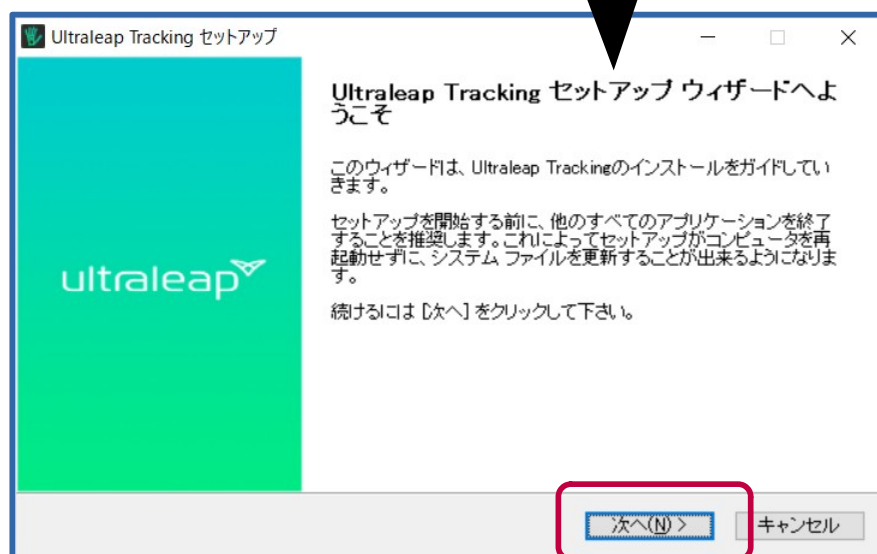 Ultraleap Tracking セットアップ
Ultraleap Tracking セットアップ ウィザードへよ
うこそ
このウィザードは、Ultraleap Trackingのインストールをガイドしてい
きます。
セットアップを開始する前に、他のすべてのアプリケーションを終了
することを推奨します。これによってセットアップがコンピュータを再
起動せずに、システム ファイルを更新することが出来るようになりま
す。
続けるには [次へ] をクリックして下さい。
ultraleap
次へ(N) >
キャンセル